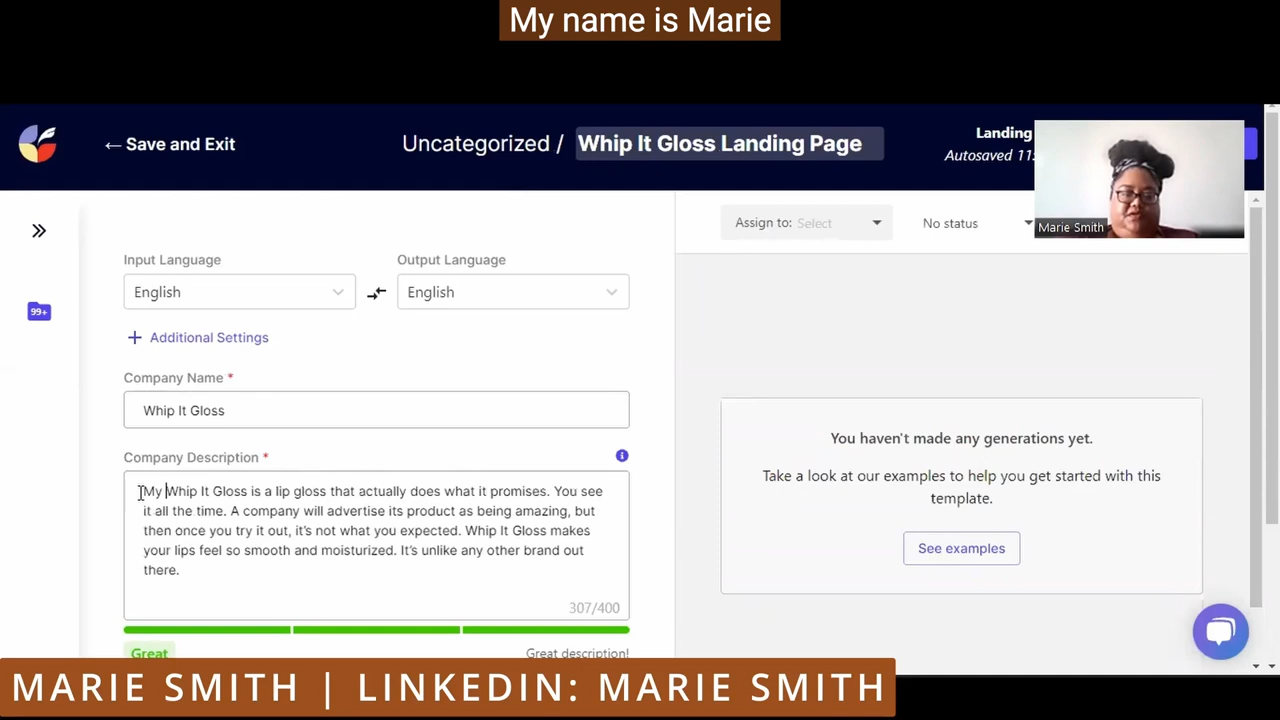 My name is Marie
← Save and Exit
Uncategorized / Whip It Gloss Landing Page
Landing
Autosaved 11:
Marie Smith
Assign to: Select
No status
99+
Input Language
Output Language
English
English
+ Additional Settings
Company Name *
Whip It Gloss
Company Description *
My Whip It Gloss is a lip gloss that actually does what it promises. You see
it all the time. A company will advertise its product as being amazing, but
then once you try it out, it's not what you expected. Whip It Gloss makes
your lips feel so smooth and moisturized. It's unlike any other brand out
there.
307/400
Great
Great description!
You haven't made any generations yet.
Take a look at our examples to help you get started with this
template.
See examples
MARIE SMITH | LINKEDIN: MARIE SMITH